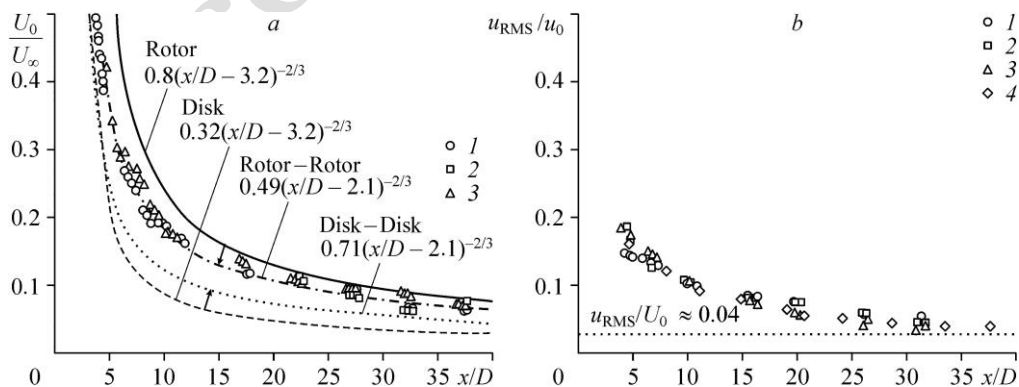 U₀/U∞
a
0.4
0.3
0.2
0.1
0
5 10 15 20 25 30 35 x/D
Rotor
0.8(x/D – 3.2)^–2/3
Disk
0.32(x/D – 3.2)^–2/3
Rotor–Rotor
0.49(x/D – 2.1)^–2/3
Disk–Disk
0.71(x/D – 2.1)^–2/3
1
2
3
u_RMS/u₀
b
0.4
0.3
0.2
0.1
0
5 10 15 20 25 30 35 x/D
1
2
3
4
u_RMS/U₀ ≈ 0.04